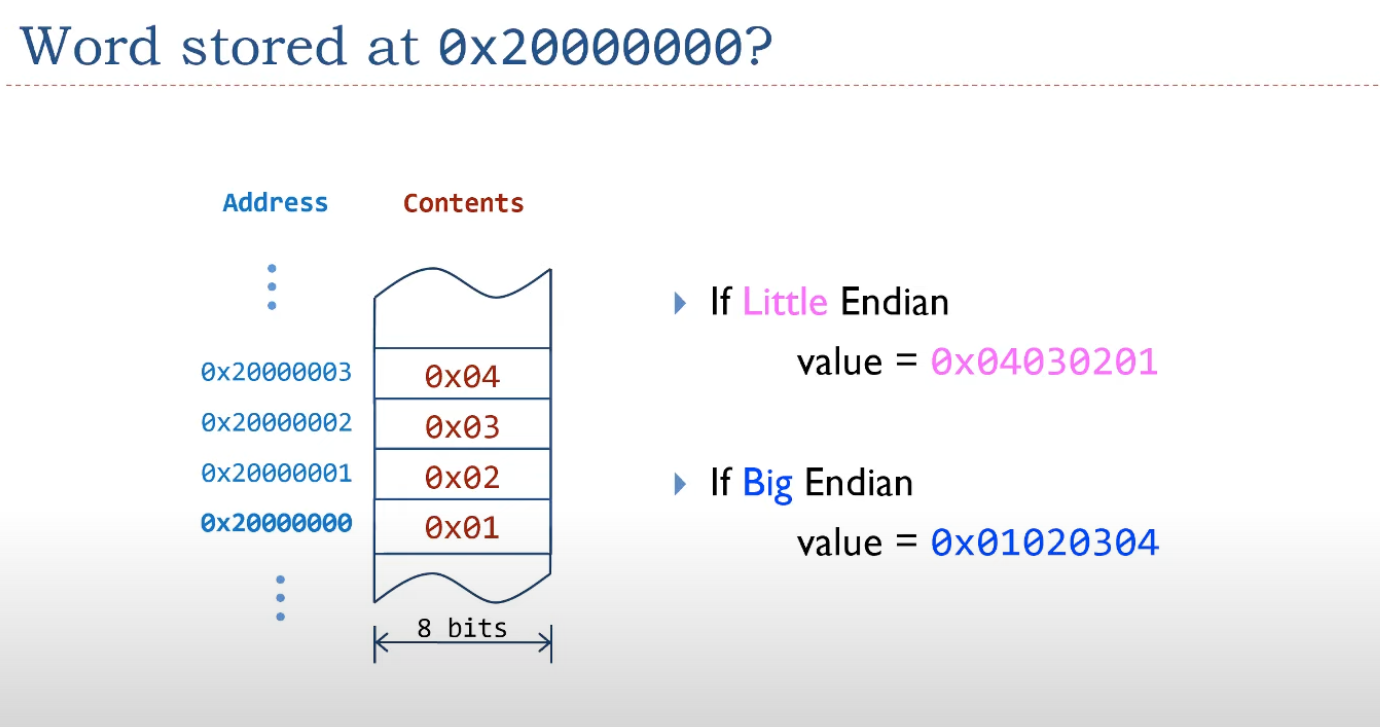 Word stored at 0x20000000?
Address Contents
0x20000003 0x04
0x20000002 0x03
0x20000001 0x02
0x20000000 0x01
8 bits
If Little Endian
value = 0x04030201
If Big Endian
value = 0x01020304